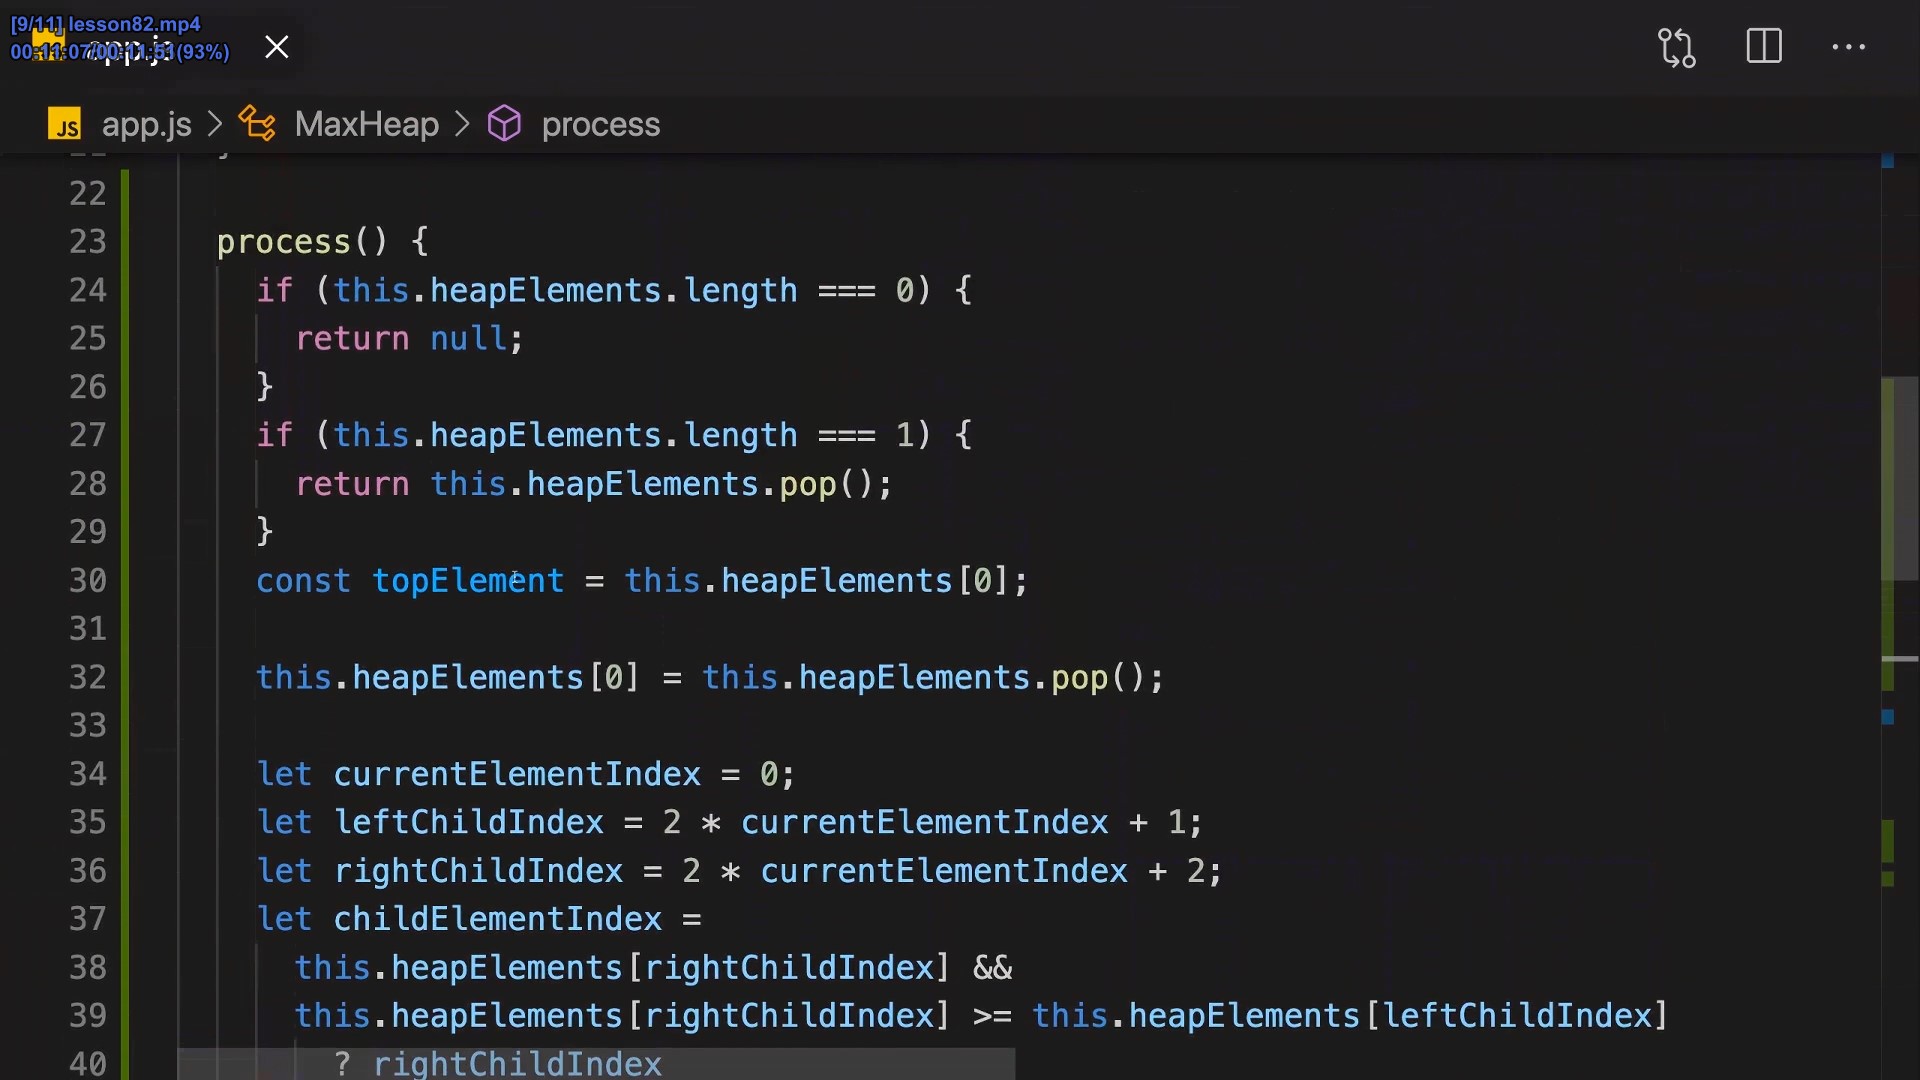 [9/11] lesson82.mp4
00:11:07/00:11:51(93%)
app.js
JS app.js > MaxHeap > process
22
23 process() {
24 if (this.heapElements.length === 0) {
25 return null;
26 }
27 if (this.heapElements.length === 1) {
28 return this.heapElements.pop();
29 }
30 const topElement = this.heapElements[0];
31
32 this.heapElements[0] = this.heapElements.pop();
33
34 let currentElementIndex = 0;
35 let leftChildIndex = 2 * currentElementIndex + 1;
36 let rightChildIndex = 2 * currentElementIndex + 2;
37 let childElementIndex =
38 this.heapElements[rightChildIndex] &&
39 this.heapElements[rightChildIndex] >= this.heapElements[leftChildIndex]
40 ? rightChildIndex